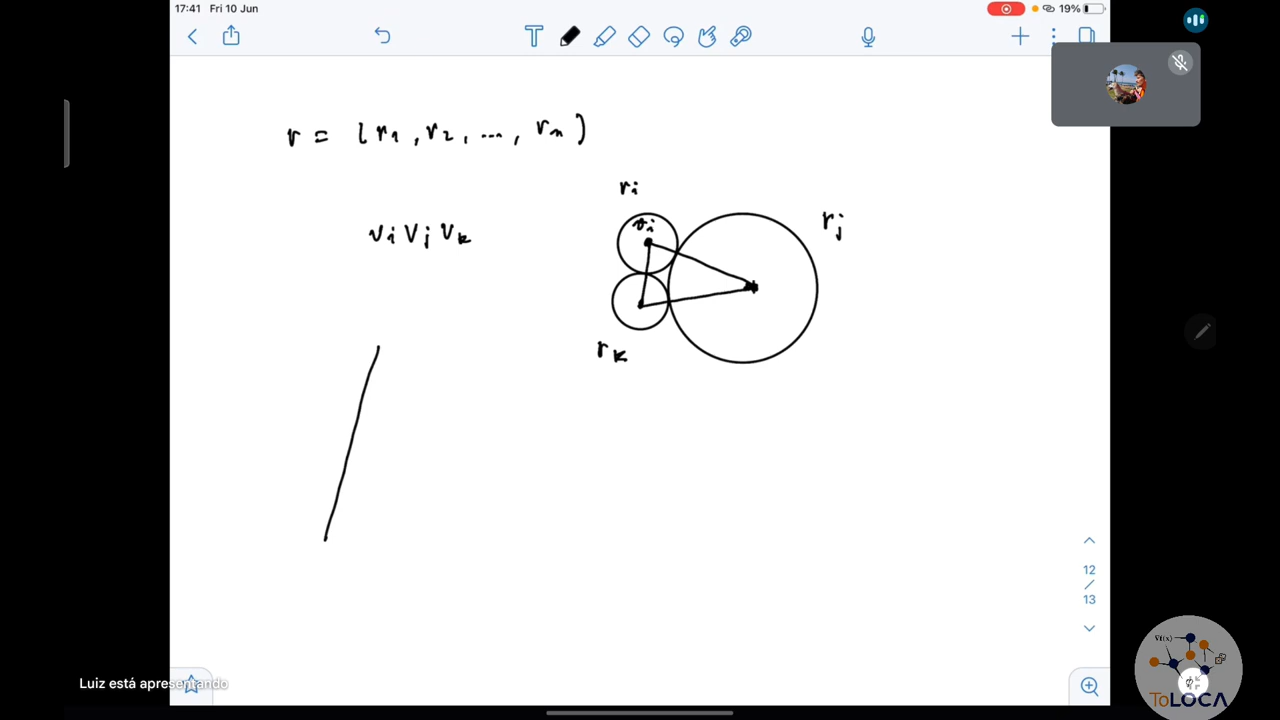 17:41 Fri 10 Jun
19%
T
r = (r1, r2, ..., rn)
ri
vi
rj
vi vj vk
rk
12
/
13
Luiz está apresentando
∇f(x)
ToLOCA